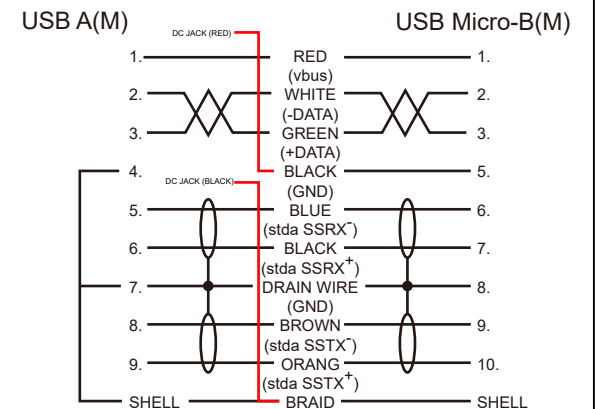 USB A(M) USB Micro-B(M)
DC JACK (RED)
1. RED 1.
(vbus)
2. WHITE 2.
(-DATA)
3. GREEN 3.
(+DATA)
4. BLACK 5.
DC JACK (BLACK)
(GND)
5. BLUE 6.
(stda SSRX-)
6. BLACK 7.
(stda SSRX+)
7. DRAIN WIRE 8.
(GND)
8. BROWN 9.
(stda SSTX-)
9. ORANG 10.
(stda SSTX+)
SHELL BRAID SHELL